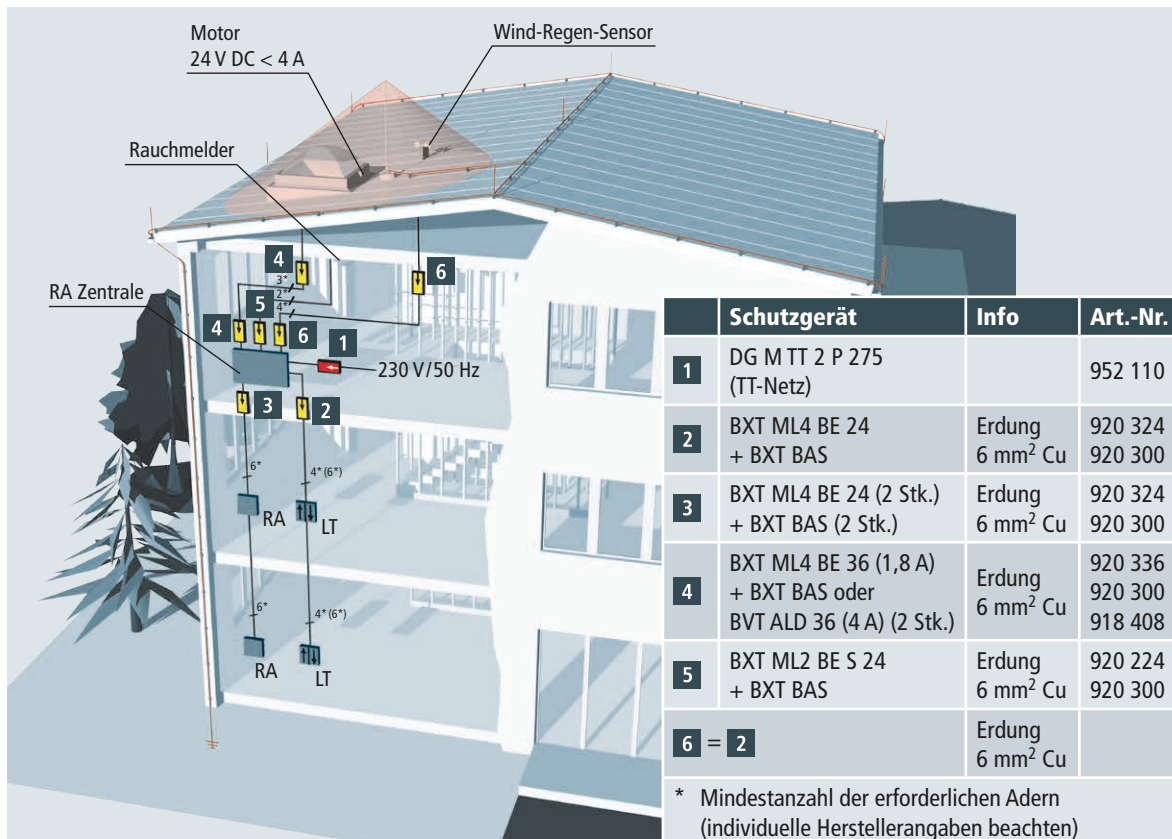 Motor
24 V DC < 4 A
Wind-Regen-Sensor
Rauchmelder
RA Zentrale
4
3*
2*
4*
6
5
4
6
1
230 V/50 Hz
3
2
6*
4* (6*)
RA
LT
6*
4* (6*)
RA
LT
Schutzgerät Info Art.-Nr.
1 DG M TT 2 P 275 952 110
(TT-Netz)
2 BXT ML4 BE 24 Erdung 920 324
+ BXT BAS 6 mm² Cu 920 300
3 BXT ML4 BE 24 (2 Stk.) Erdung 920 324
+ BXT BAS (2 Stk.) 6 mm² Cu 920 300
4 BXT ML4 BE 36 (1,8 A) Erdung 920 336
+ BXT BAS oder 6 mm² Cu 920 300
BVT ALD 36 (4 A) (2 Stk.) 918 408
5 BXT ML2 BE S 24 Erdung 920 224
+ BXT BAS 6 mm² Cu 920 300
6 = 2 Erdung
6 mm² Cu
* Mindestanzahl der erforderlichen Adern
(individuelle Herstellerangaben beachten)